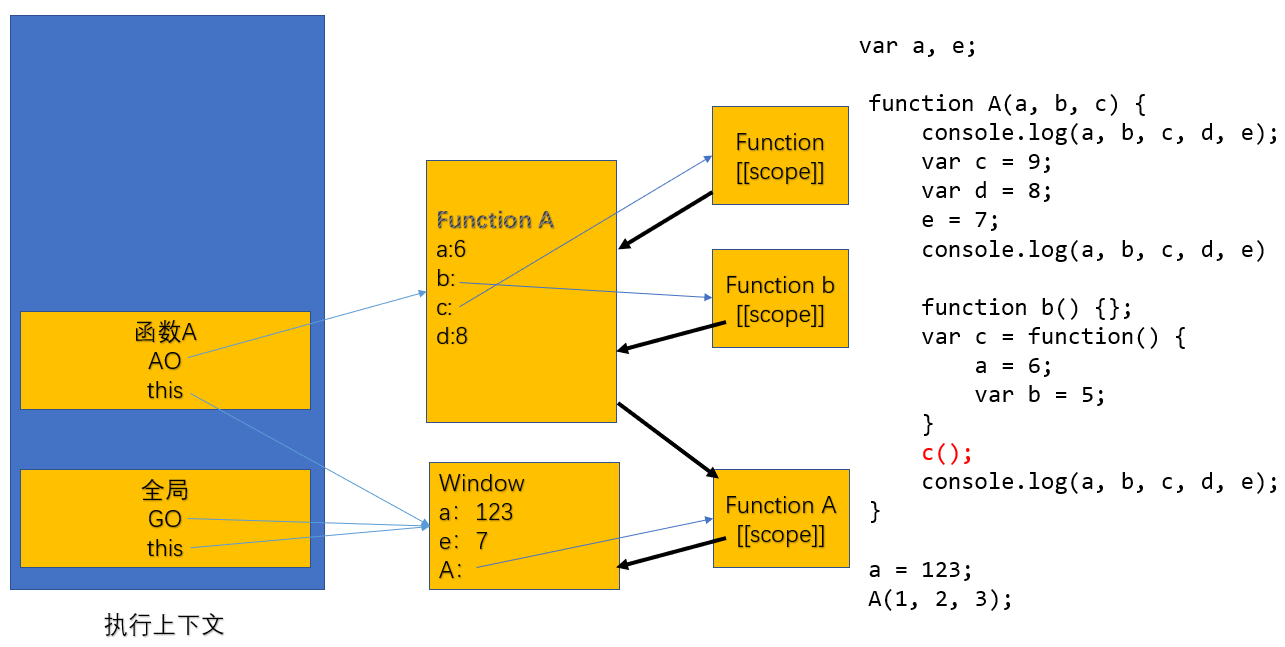 函数A
AO
this
全局
GO
this
执行上下文
Function A
a:6
b:
c:
d:8
Window
a： 123
e： 7
A：
Function
[[scope]]
Function b
[[scope]]
Function A
[[scope]]
var a, e;
function A(a, b, c) {
console.log(a, b, c, d, e);
var c = 9;
var d = 8;
e = 7;
console.log(a, b, c, d, e)
function b() {};
var c = function() {
a = 6;
var b = 5;
}
c();
console.log(a, b, c, d, e);
}
a = 123;
A(1, 2, 3);